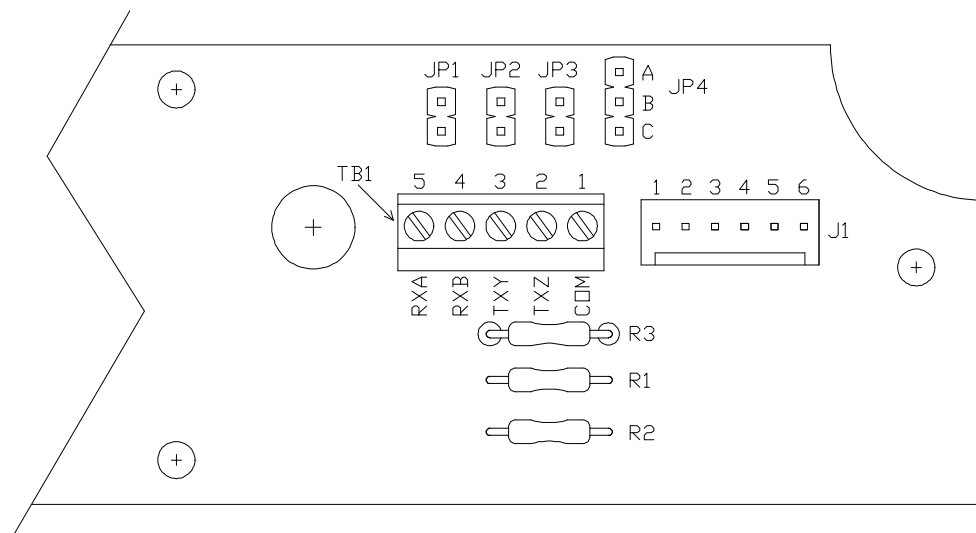 JP1 JP2 JP3 A JP4
B
C
TB1 5 4 3 2 1
1 2 3 4 5 6
J1
RXA RXB TXY TXZ COM
R3
R1
R2